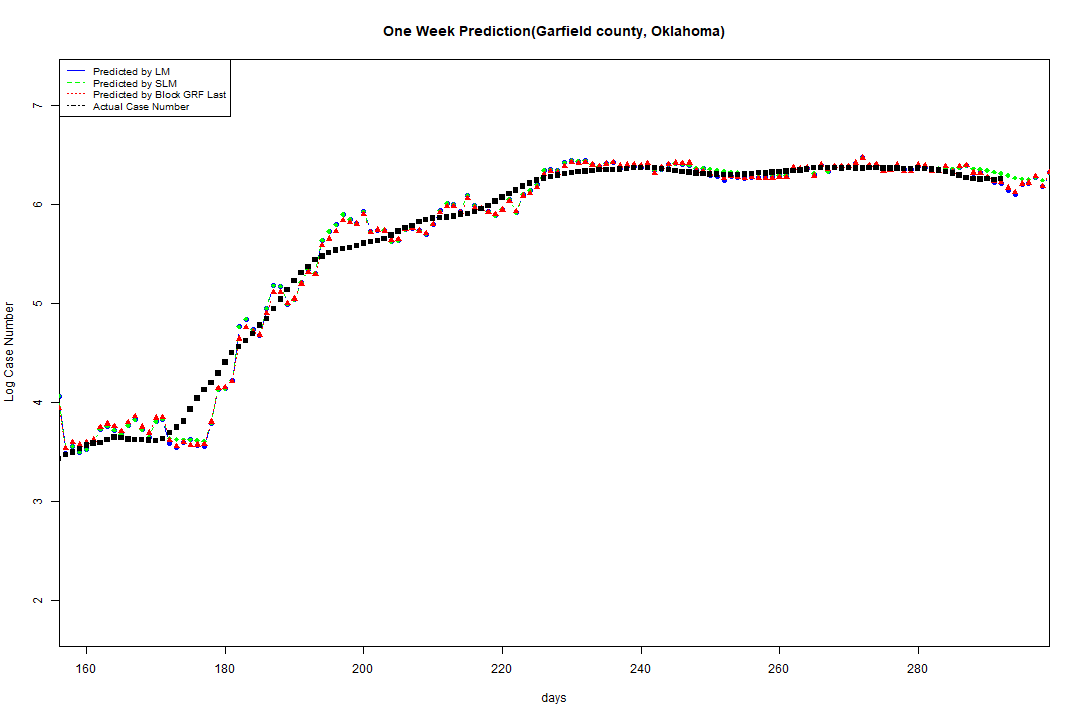 One Week Prediction(Garfield county, Oklahoma)
Predicted by LM
Predicted by SLM
Predicted by Block GRF Last
Actual Case Number
7
6
5
4
3
2
Log Case Number
160 180 200 220 240 260 280
days